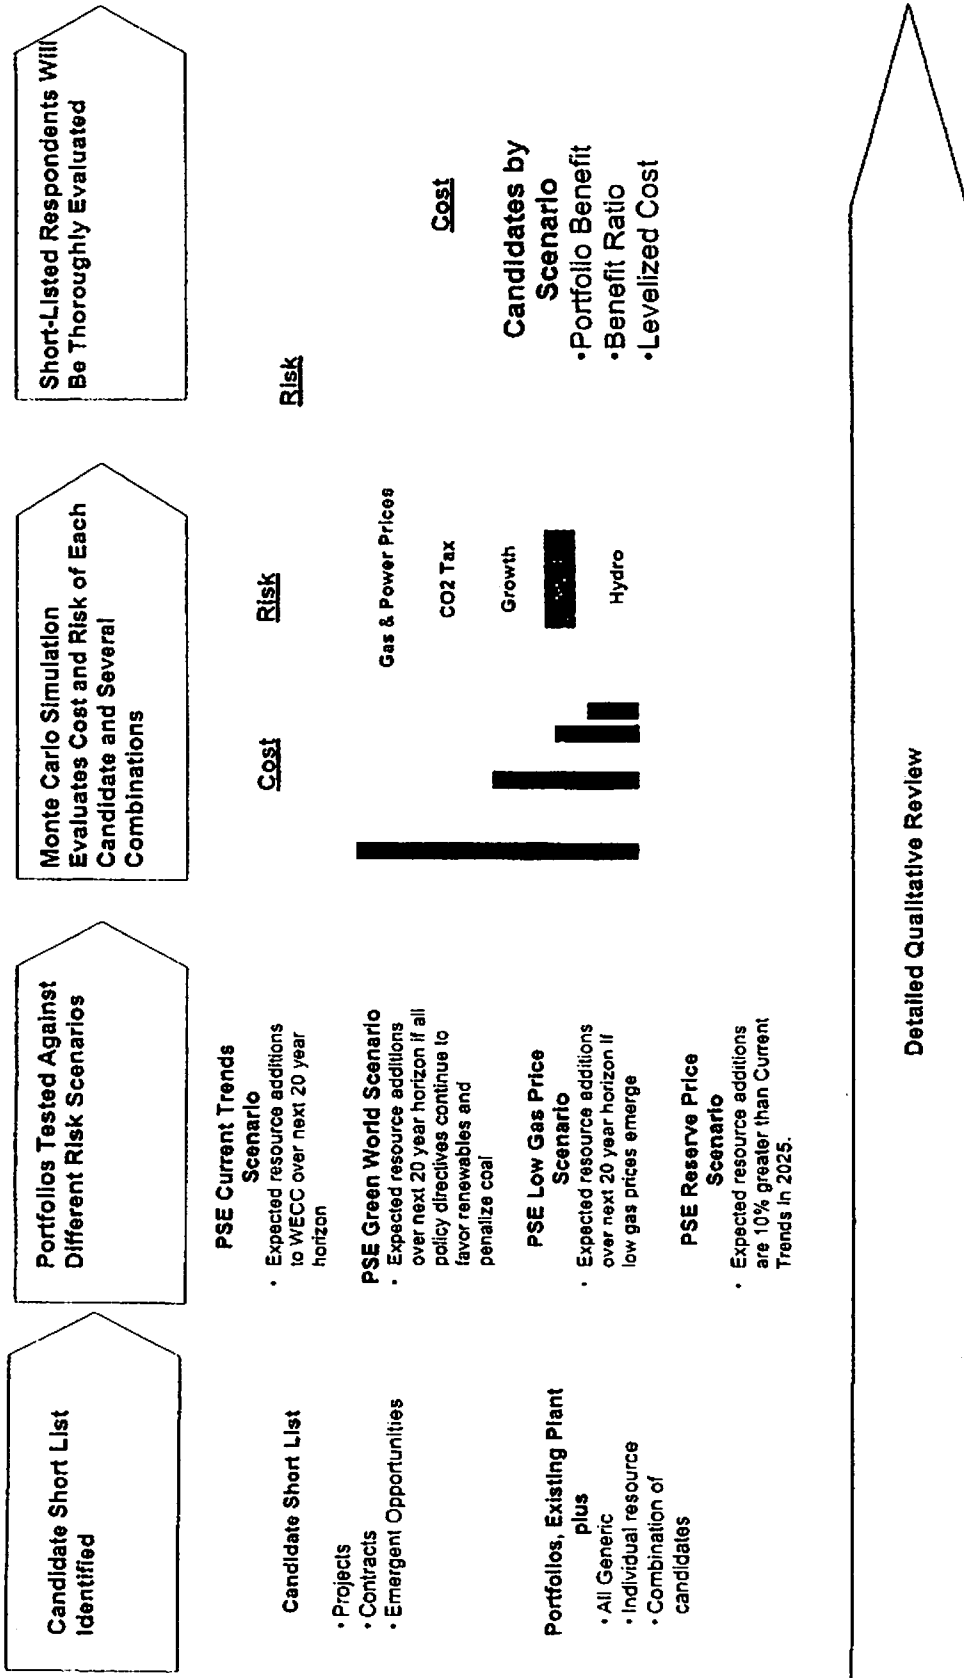 Candidate Short List
Identified
Candidate Short List
• Projects
• Contracts
• Emergent Opportunities
Portfolios, Existing Plant
plus
• All Generic
• Individual resource
• Combination of
candidates
Portfolios Tested Against
Different Risk Scenarios
PSE Current Trends
Scenario
• Expected resource additions
to WECC over next 20 year
horizon
PSE Green World Scenario
• Expected resource additions
over next 20 year horizon if all
policy directives continue to
favor renewables and
penalize coal
PSE Low Gas Price
Scenario
• Expected resource additions
over next 20 year horizon if
low gas prices emerge
PSE Reserve Price
Scenario
• Expected resource additions
are 10% greater than Current
Trends in 2025.
Monte Carlo Simulation
Evaluates Cost and Risk of Each
Candidate and Several
Combinations
Cost
Risk
Gas & Power Prices
CO2 Tax
Growth
Hydro
Short-Listed Respondents Will
Be Thoroughly Evaluated
Risk
Cost
Candidates by
Scenario
• Portfolio Benefit
• Benefit Ratio
• Levelized Cost
Detailed Qualitative Review